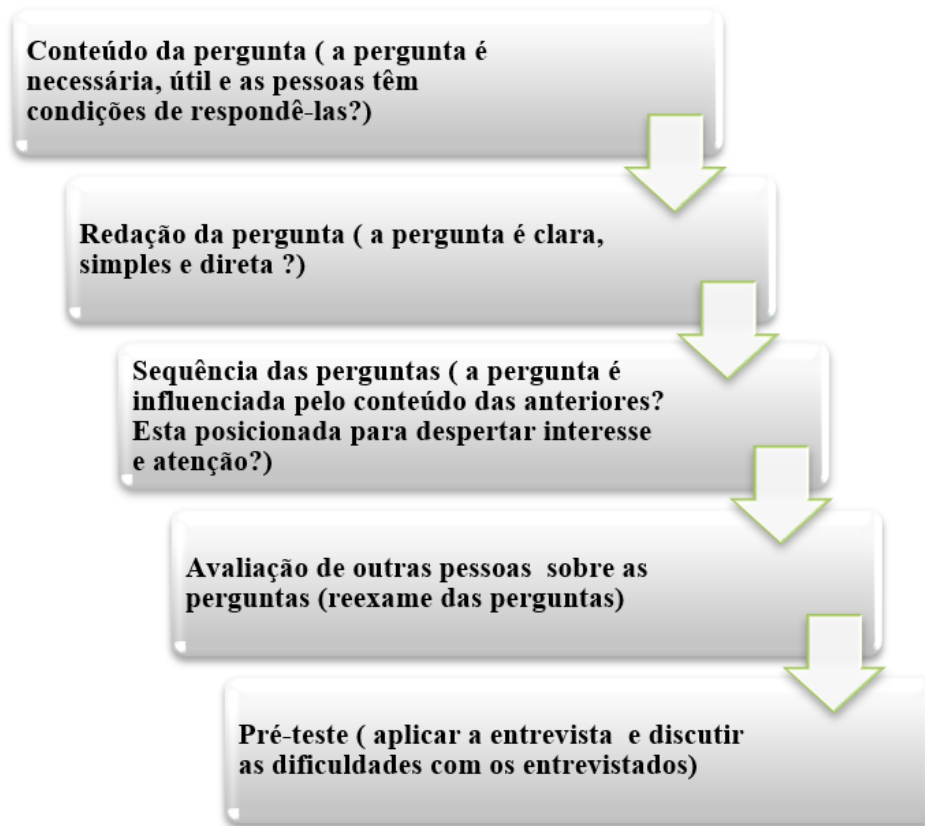 Conteúdo da pergunta ( a pergunta é
necessária, útil e as pessoas têm
condições de respondê-las?)
Redação da pergunta ( a pergunta é clara,
simples e direta ?)
Sequência das perguntas ( a pergunta é
influenciada pelo conteúdo das anteriores?
Esta posicionada para despertar interesse
e atenção?)
Avaliação de outras pessoas sobre as
perguntas (reexame das perguntas)
Pré-teste ( aplicar a entrevista e discutir
as dificuldades com os entrevistados)